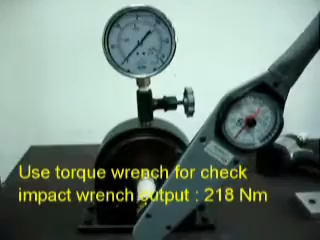 Use torque wrench for check
impact wrench output : 218 Nm